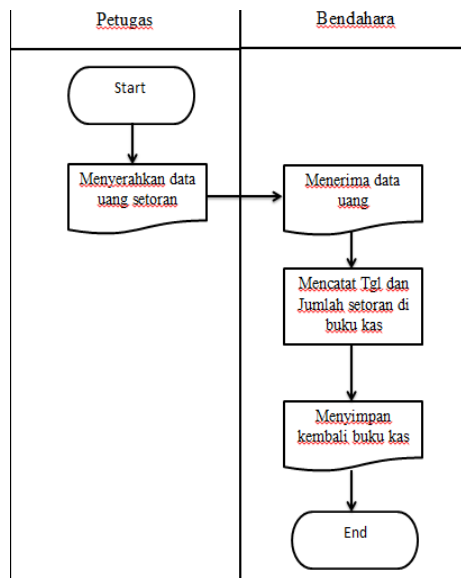 Petugas
Bendahara
Start
Menyerahkan data
uang setoran
Menerima data
uang
Mencatat Tgl dan
Jumlah setoran di
buku kas
Menyimpan
kembali buku kas
End